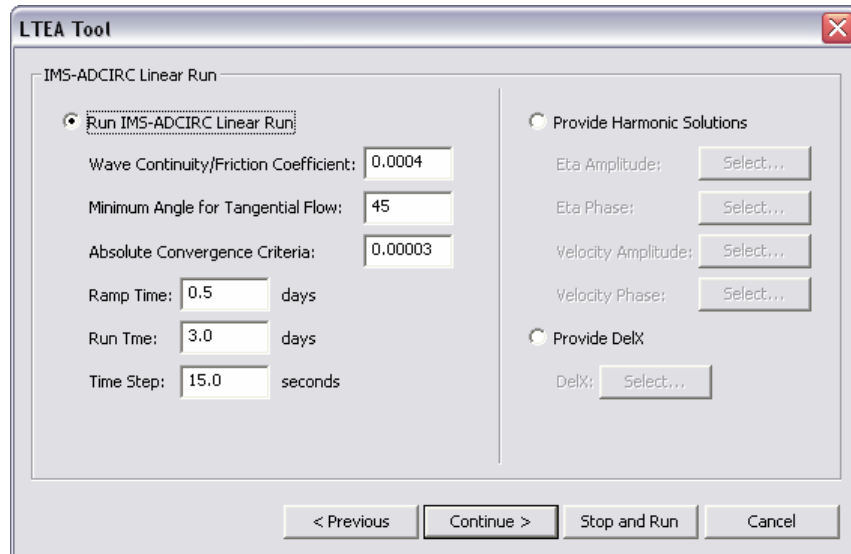 LTEA Tool
IMS-ADCIRC Linear Run
Run IMS-ADCIRC Linear Run
Wave Continuity/Friction Coefficient: 0.0004
Minimum Angle for Tangential Flow: 45
Absolute Convergence Criteria: 0.00003
Ramp Time: 0.5 days
Run Tme: 3.0 days
Time Step: 15.0 seconds
Provide Harmonic Solutions
Eta Amplitude: Select...
Eta Phase: Select...
Velocity Amplitude: Select...
Velocity Phase: Select...
Provide DelX
DelX: Select...
< Previous Continue > Stop and Run Cancel